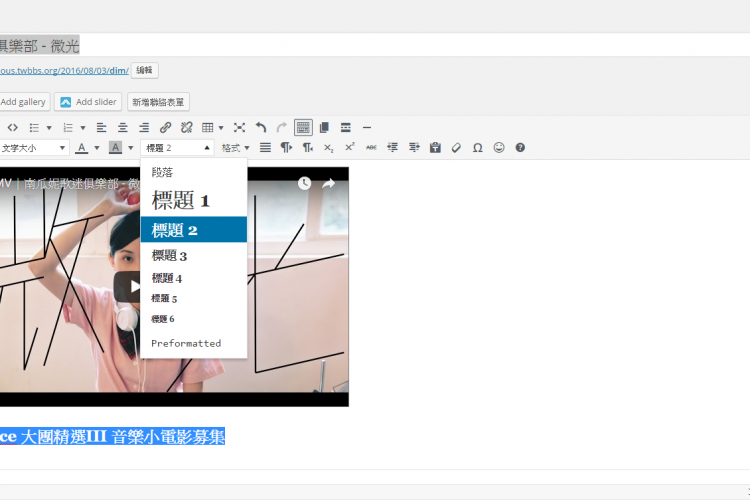 俱樂部 - 微光
ous.twbbs.org/2016/08/03/dim/ 編輯
Add gallery Add slider 新增聯絡表單
文字大小 A A 標題 2 格式 ABC
MV | 南瓜妮歌迷俱樂部 - 微
段落
標題 1
標題 2
標題 3
標題 4
標題 5
標題 6
Preformatted
ce 大團精選III 音樂小電影募集